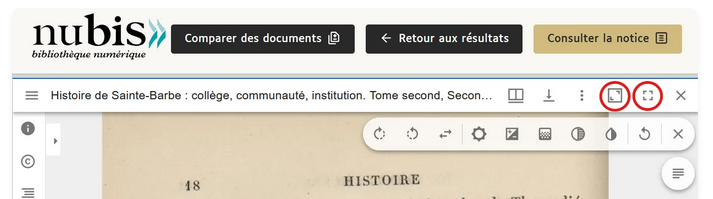 nubis
bibliothèque numérique
Comparer des documents
Retour aux résultats
Consulter la notice
Histoire de Sainte-Barbe : collège, communauté, institution. Tome second, Secon...
18 HISTOIRE